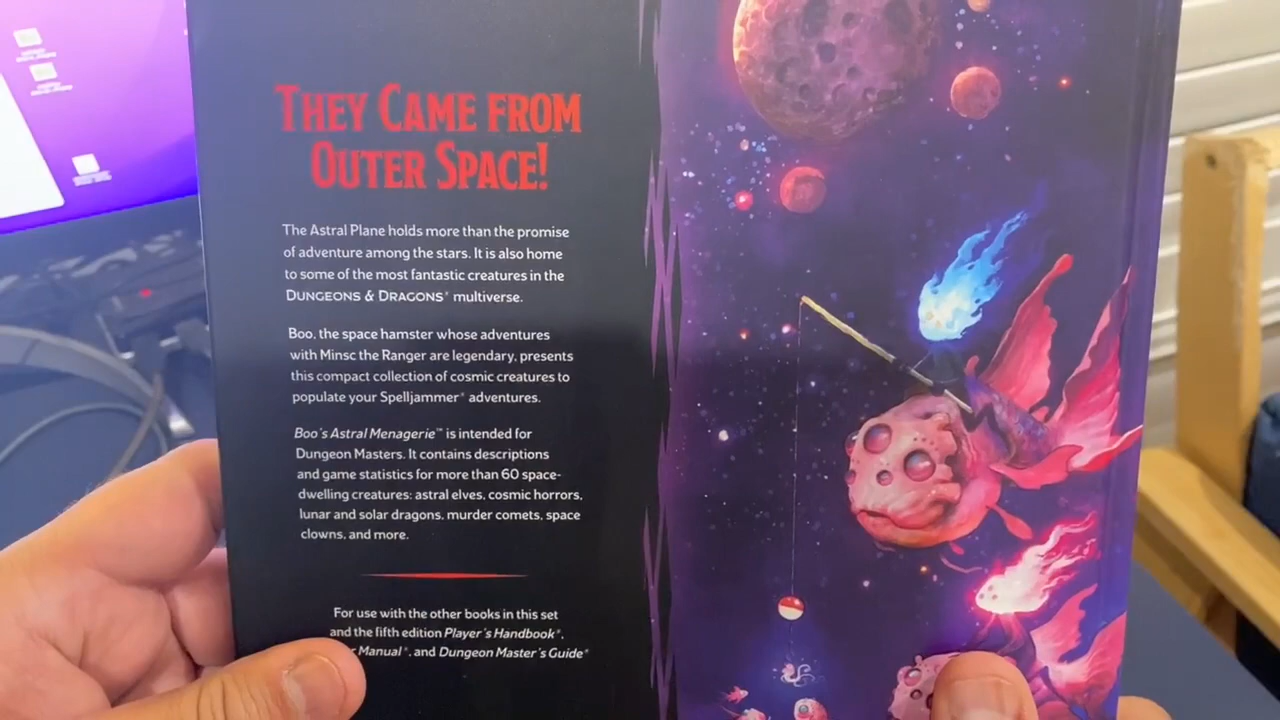 THEY CAME FROM
OUTER SPACE!
The Astral Plane holds more than the promise
of adventure among the stars. It is also home
to some of the most fantastic creatures in the
DUNGEONS & DRAGONS® multiverse.
Boo, the space hamster whose adventures
with Minsc the Ranger are legendary, presents
this compact collection of cosmic creatures to
populate your Spelljammer® adventures.
Boo's Astral Menagerie™ is intended for
Dungeon Masters. It contains descriptions
and game statistics for more than 60 space-
dwelling creatures: astral elves, cosmic horrors,
lunar and solar dragons, murder comets, space
clowns, and more.
For use with the other books in this set
and the fifth edition Player's Handbook®,
Manual®, and Dungeon Master's Guide®